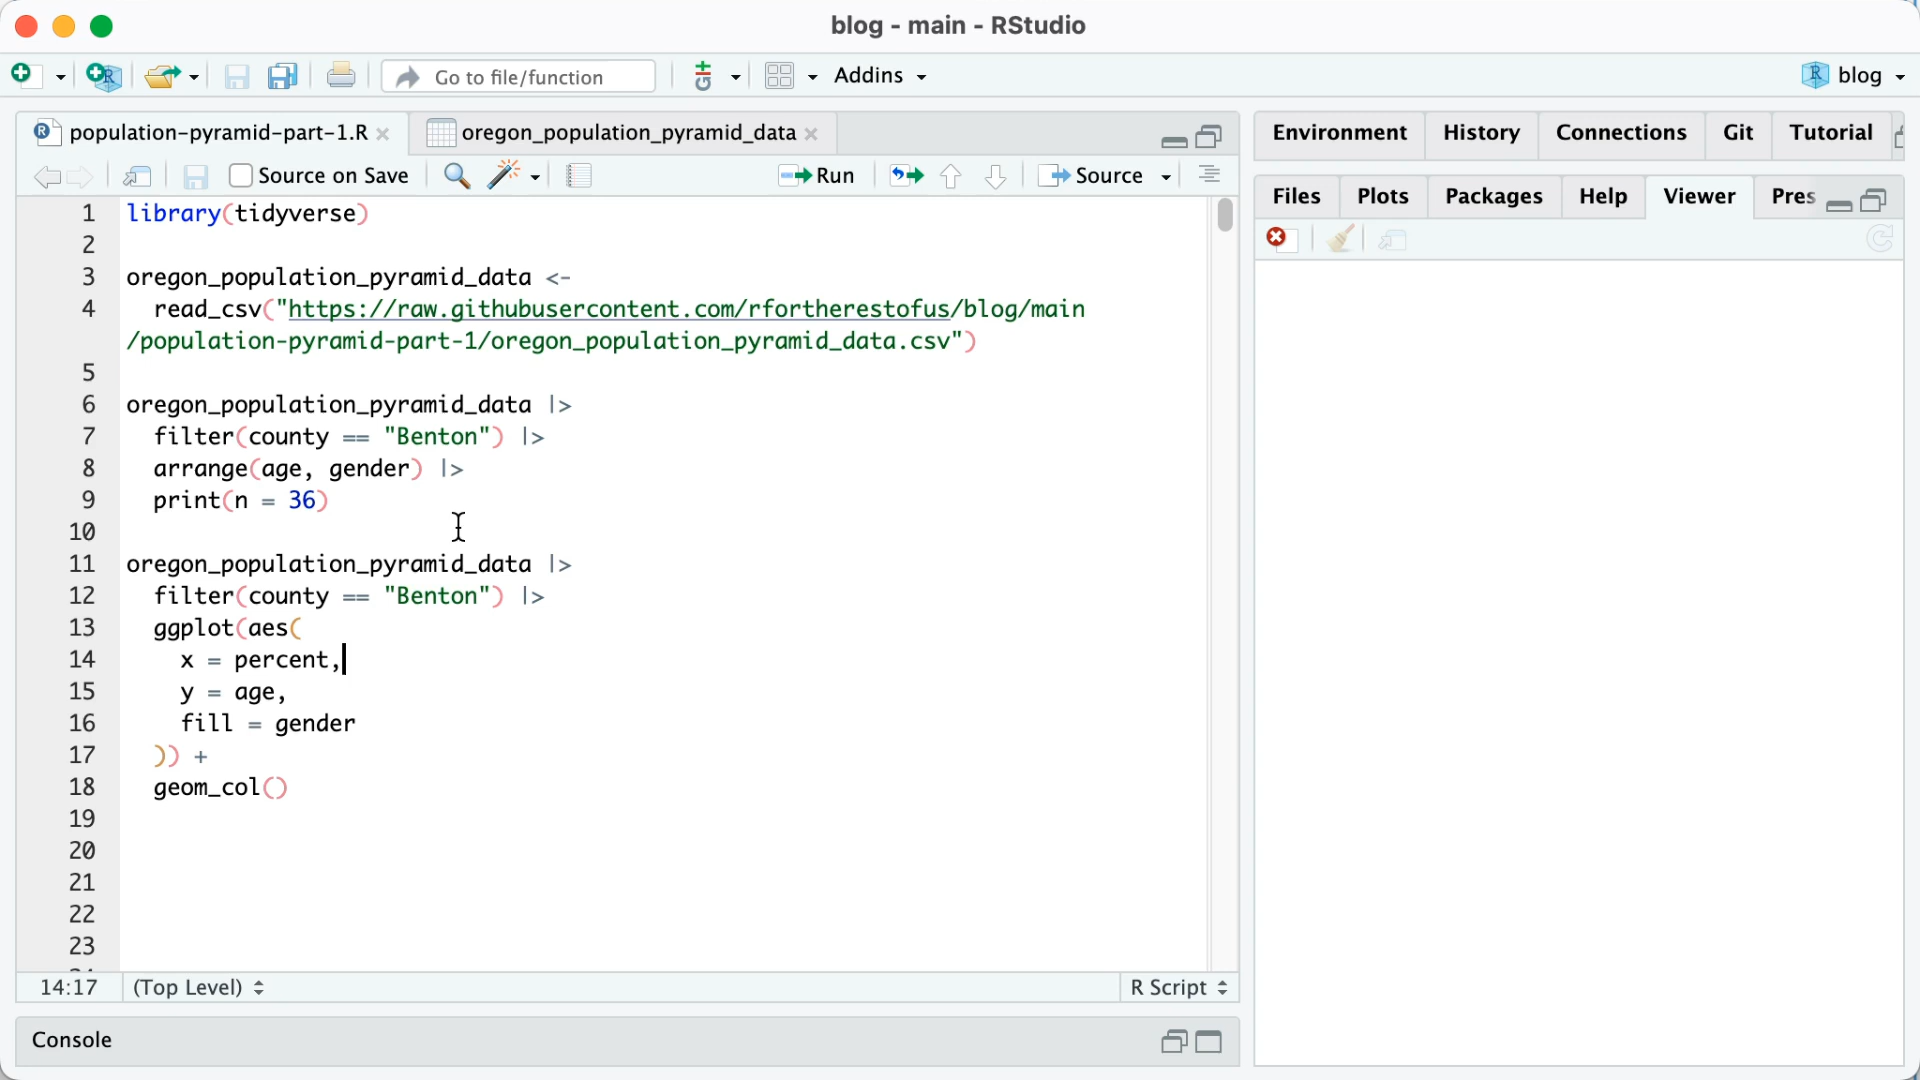 blog - main - RStudio
Go to file/function
Addins
blog
population-pyramid-part-1.R
oregon_population_pyramid_data
Source on Save
Run
Source
1 library(tidyverse)
2
3 oregon_population_pyramid_data <-
4 read_csv("https://raw.githubusercontent.com/rfortherestofus/blog/main
/population-pyramid-part-1/oregon_population_pyramid_data.csv")
5
6 oregon_population_pyramid_data |>
7 filter(county == "Benton") |>
8 arrange(age, gender) |>
9 print(n = 36)
10
11 oregon_population_pyramid_data |>
12 filter(county == "Benton") |>
13 ggplot(aes(
14 x = percent,
15 y = age,
16 fill = gender
17 )) +
18 geom_col()
19
20
21
22
23
14:17 (Top Level) R Script
Console
Environment History Connections Git Tutorial
Files Plots Packages Help Viewer Pres